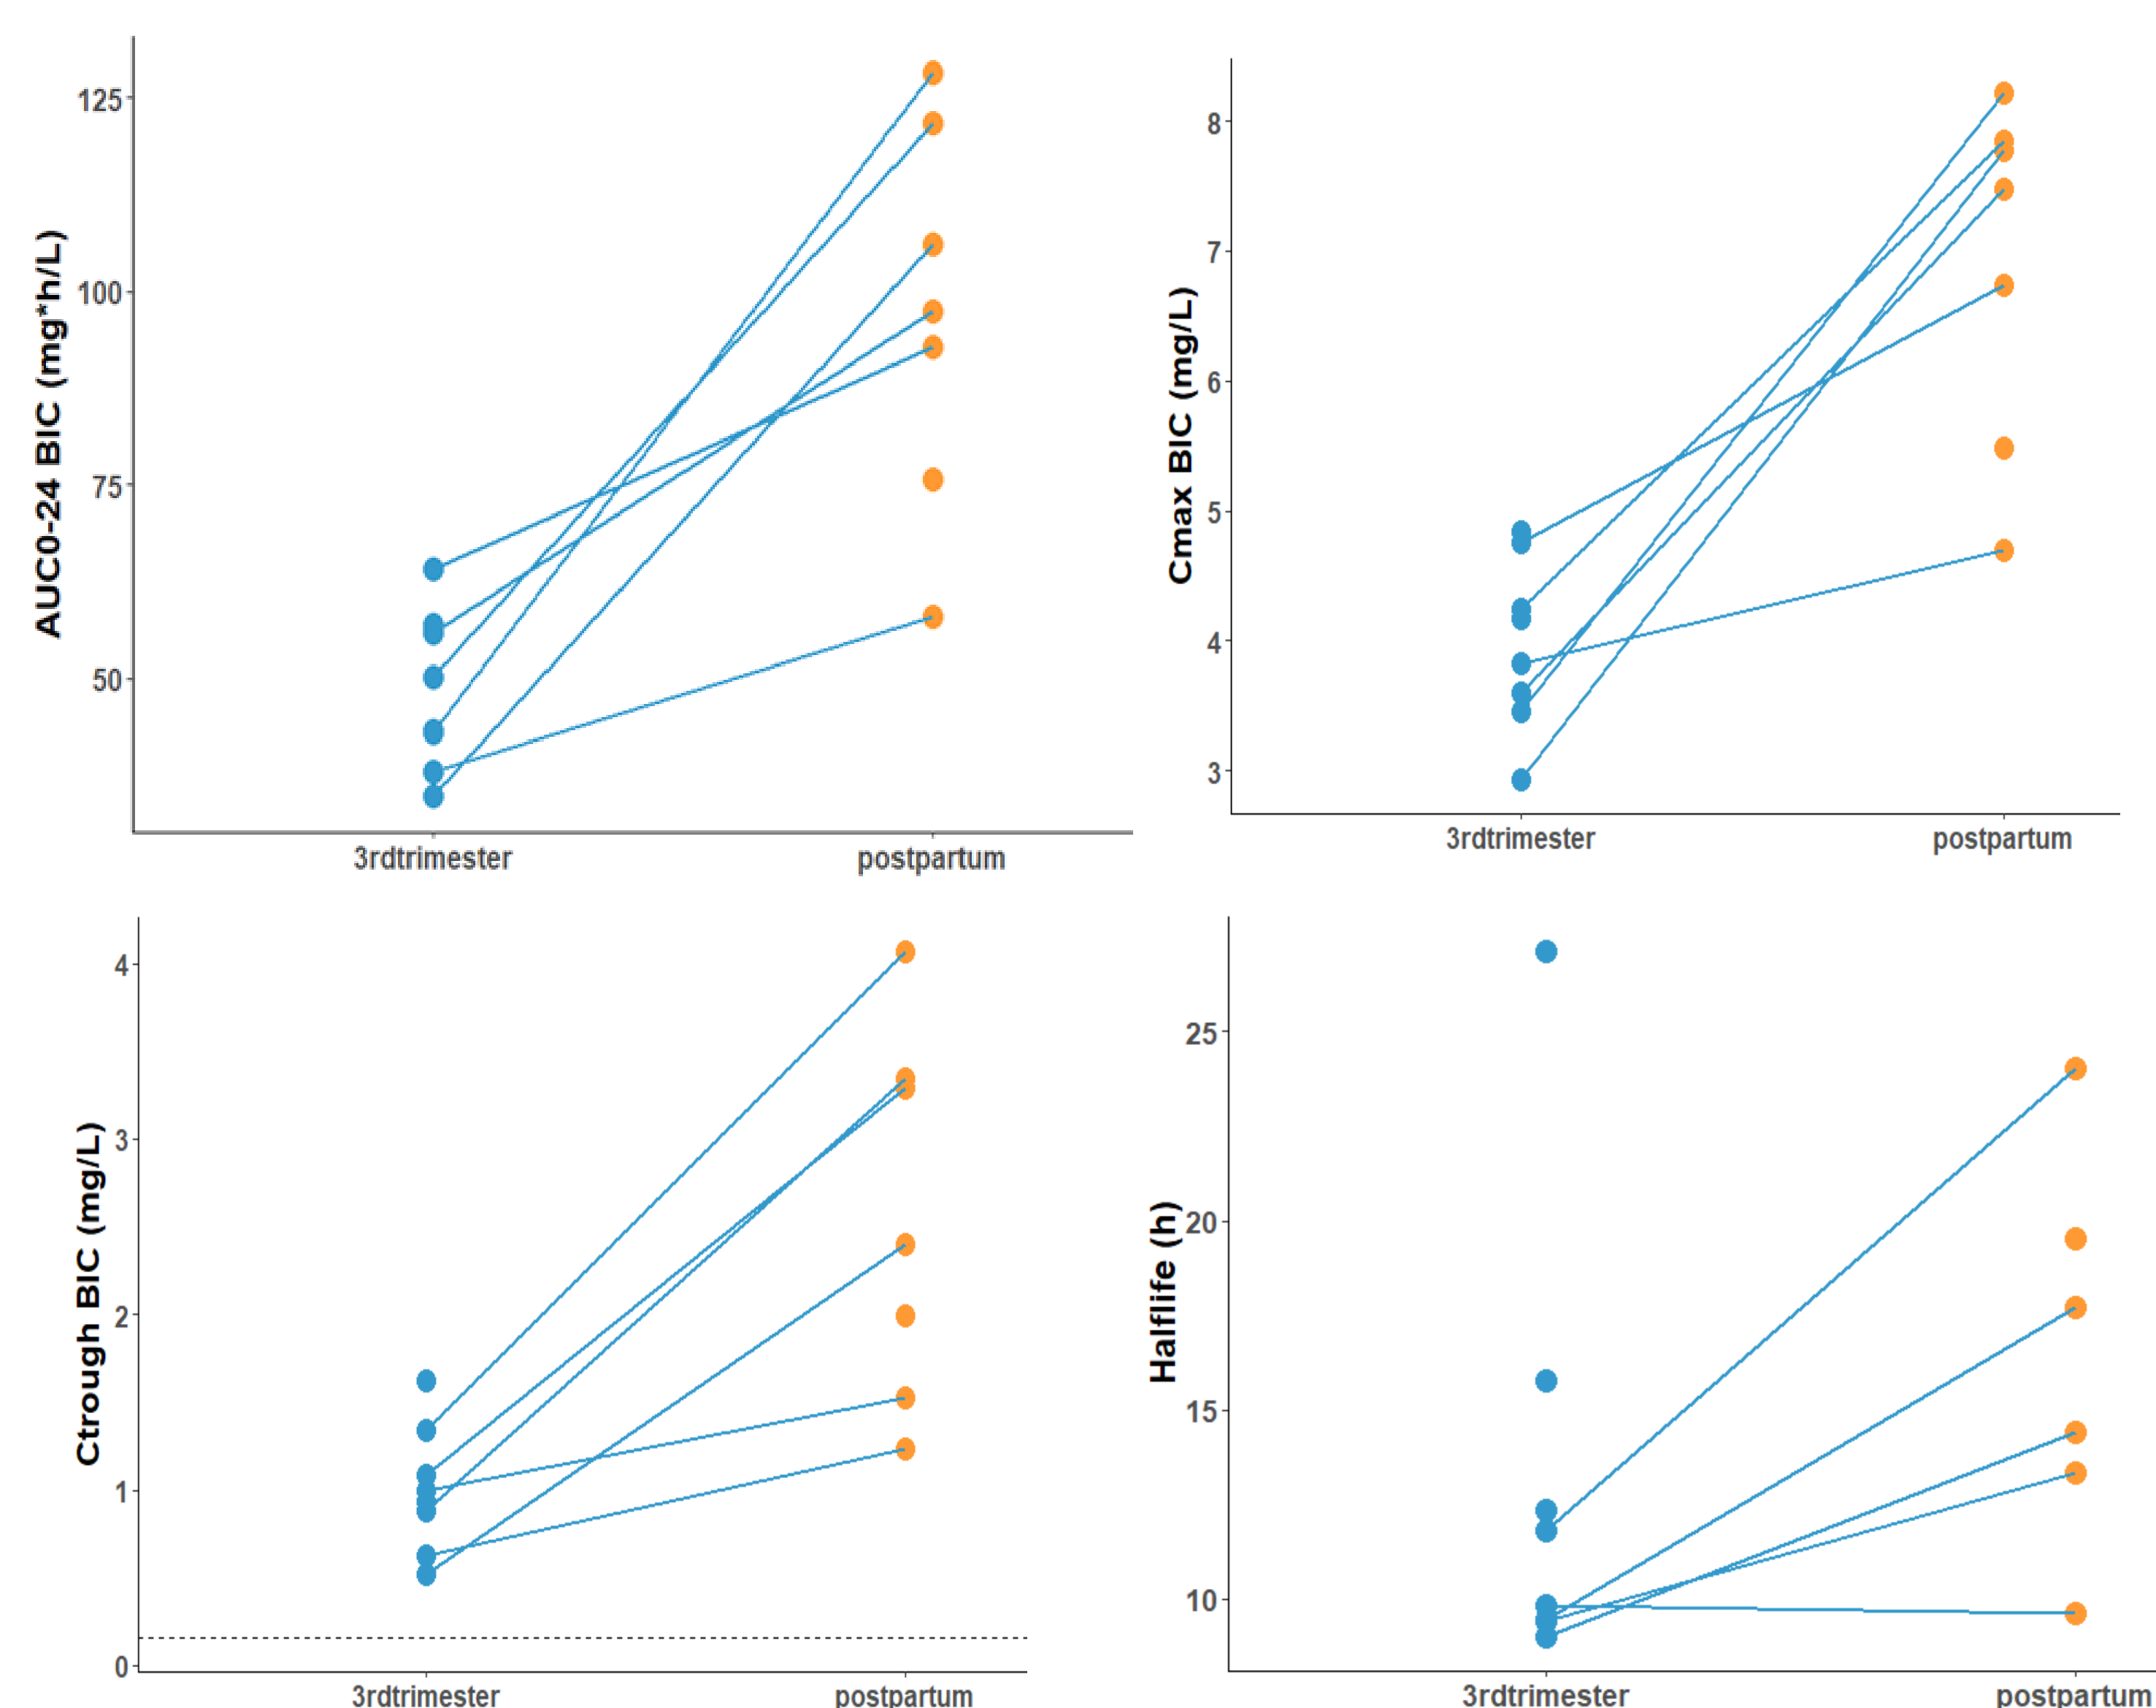 AUC0-24 BIC (mg*h/L)
125
100
75
50
3rdtrimester
postpartum
Cmax BIC (mg/L)
8
7
6
5
4
3
3rdtrimester
postpartum
Ctrough BIC (mg/L)
4
3
2
1
0
3rdtrimester
postpartum
Halflife (h)
25
20
15
10
3rdtrimester
postpartum